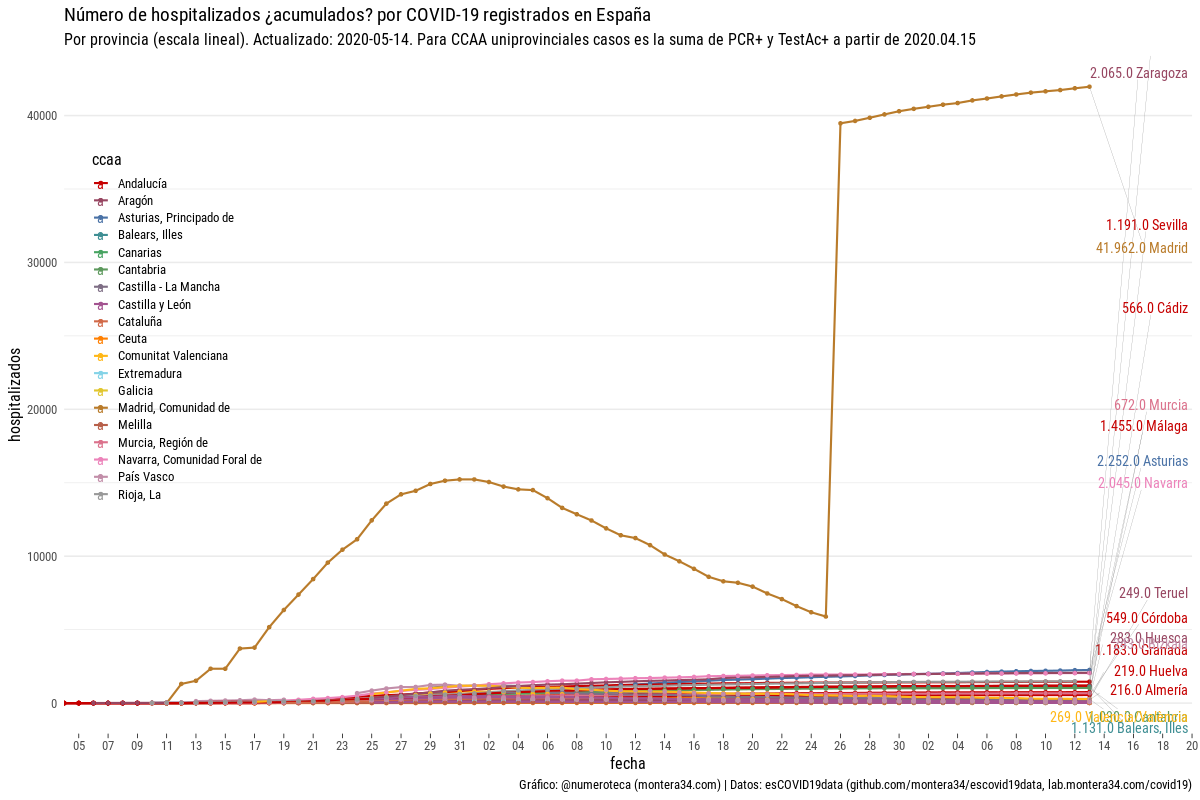 Número de hospitalizados ¿acumulados? por COVID-19 registrados en España
Por provincia (escala lineal). Actualizado: 2020-05-14. Para CCAA uniprovinciales casos es la suma de PCR+ y TestAc+ a partir de 2020.04.15
hospitalizados
40000
30000
20000
10000
0
ccaa
Andalucía
Aragón
Asturias, Principado de
Balears, Illes
Canarias
Cantabria
Castilla - La Mancha
Castilla y León
Cataluña
Ceuta
Comunitat Valenciana
Extremadura
Galicia
Madrid, Comunidad de
Melilla
Murcia, Región de
Navarra, Comunidad Foral de
País Vasco
Rioja, La
2.065.0 Zaragoza
1.191.0 Sevilla
41.962.0 Madrid
566.0 Cádiz
672.0 Murcia
1.455.0 Málaga
2.252.0 Asturias
2.045.0 Navarra
249.0 Teruel
549.0 Córdoba
283.0 Huesca
1.183.0 Granada
219.0 Huelva
216.0 Almería
1.030.0 Cantabria
1.131.0 Balears, Illes
05 07 09 11 13 15 17 19 21 23 25 27 29 31 02 04 06 08 10 12 14 16 18 20 22 24 26 28 30 02 04 06 08 10 12 14 16 18 20
fecha
Gráfico: @numeroteca (montera34.com) | Datos: esCOVID19data (github.com/montera34/escovid19data, lab.montera34.com/covid19)